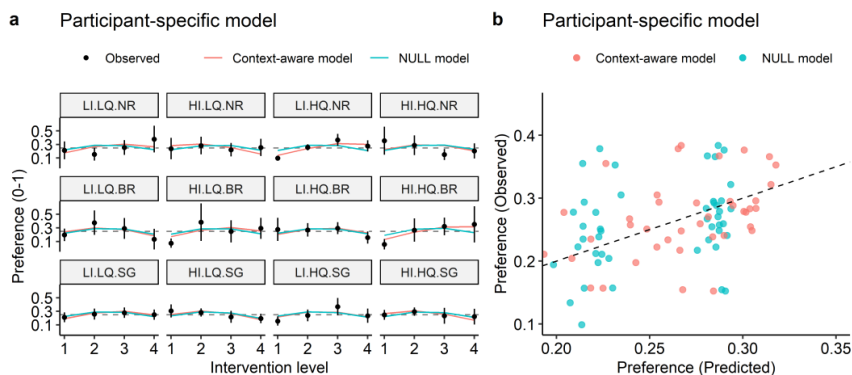 a Participant-specific model
Observed Context-aware model NULL model
LI.LQ.NR HI.LQ.NR LI.HQ.NR HI.HQ.NR
0.5
0.3
0.1
LI.LQ.BR HI.LQ.BR LI.HQ.BR HI.HQ.BR
0.5
0.3
0.1
LI.LQ.SG HI.LQ.SG LI.HQ.SG HI.HQ.SG
0.5
0.3
0.1
1 2 3 4 1 2 3 4 1 2 3 4 1 2 3 4
Intervention level
Preference (0-1)
b Participant-specific model
Context-aware model NULL model
0.4
0.3
0.2
0.1
0.20 0.25 0.30 0.35
Preference (Predicted)
Preference (Observed)